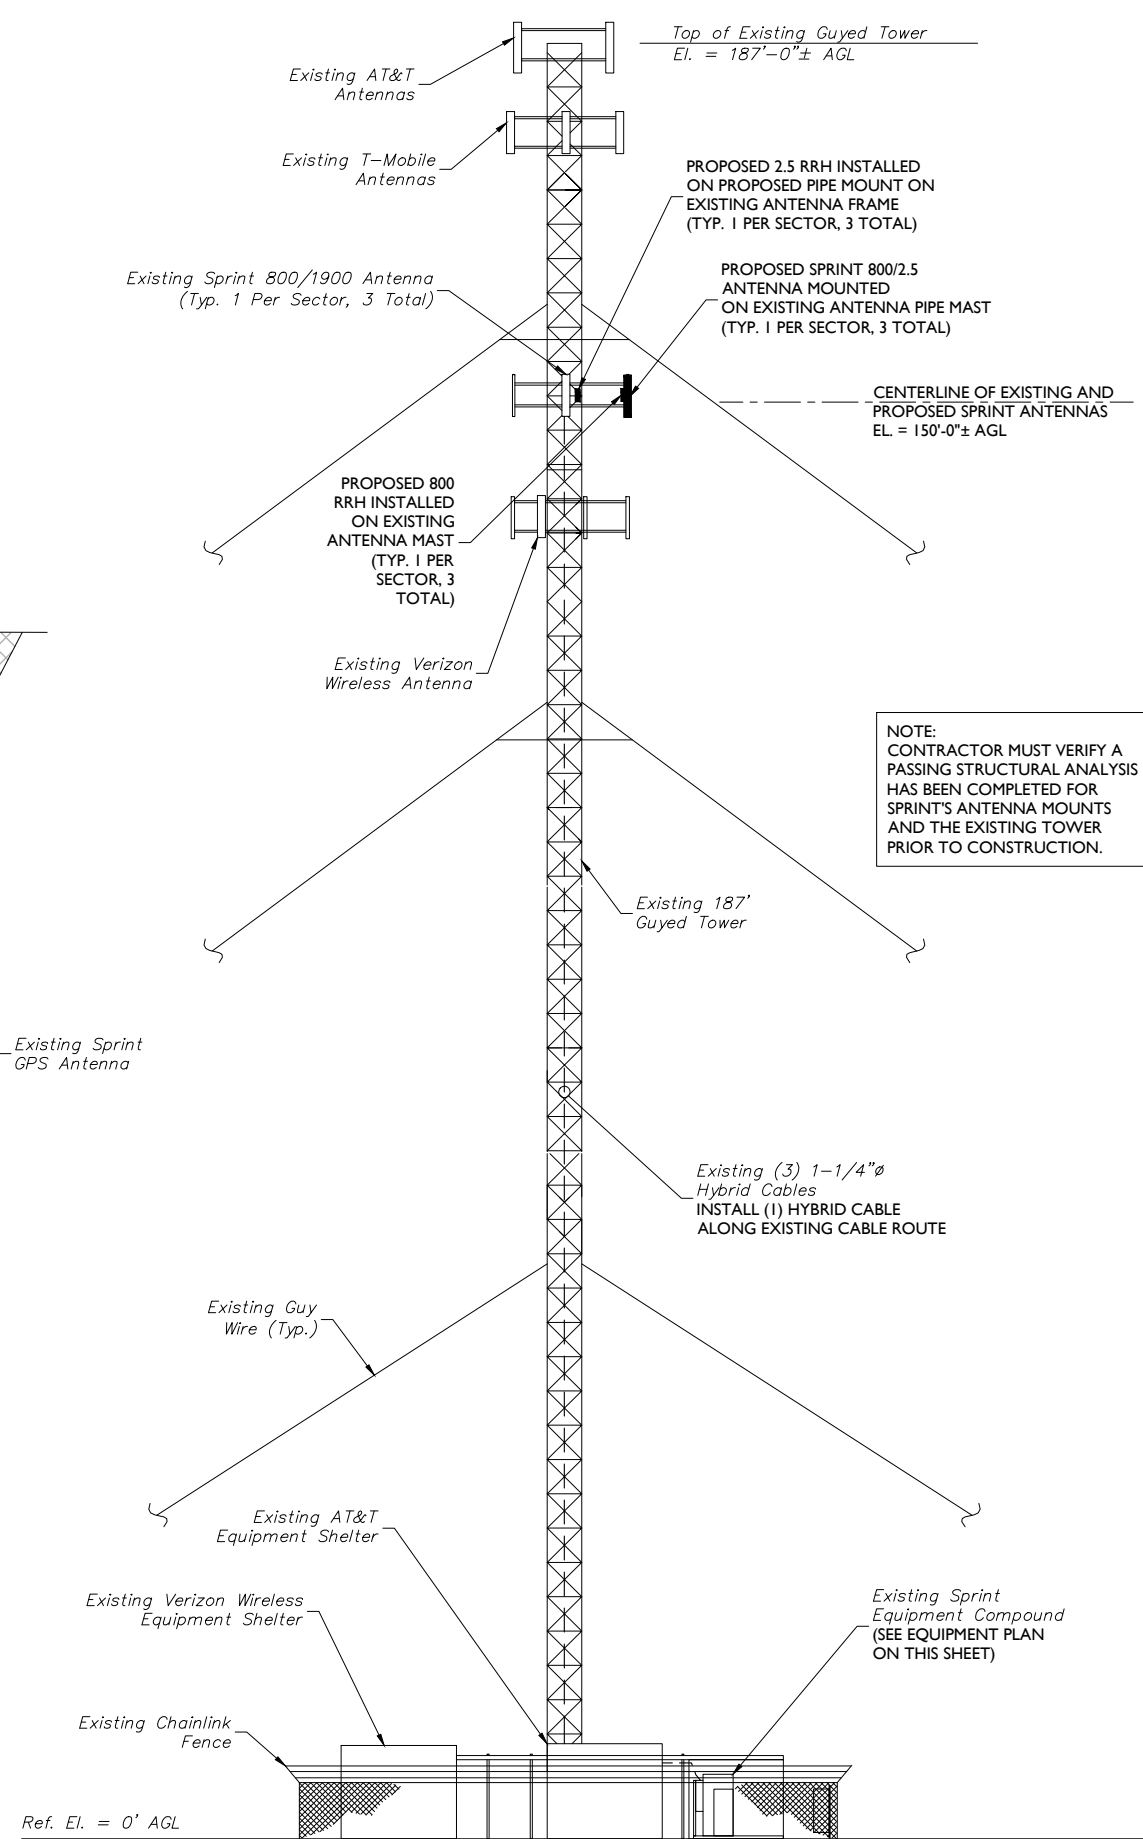 Top of Existing Guyed Tower
El. = 187'-0"± AGL
Existing AT&T
Antennas
Existing T-Mobile
Antennas
PROPOSED 2.5 RRH INSTALLED
ON PROPOSED PIPE MOUNT ON
EXISTING ANTENNA FRAME
(TYP. 1 PER SECTOR, 3 TOTAL)
Existing Sprint 800/1900 Antenna
(Typ. 1 Per Sector, 3 Total)
PROPOSED SPRINT 800/2.5
ANTENNA MOUNTED
ON EXISTING ANTENNA PIPE MAST
(TYP. 1 PER SECTOR, 3 TOTAL)
CENTERLINE OF EXISTING AND
PROPOSED SPRINT ANTENNAS
EL. = 150'-0"± AGL
PROPOSED 800
RRH INSTALLED
ON EXISTING
ANTENNA MAST
(TYP. 1 PER
SECTOR, 3
TOTAL)
Existing Verizon
Wireless Antenna
NOTE:
CONTRACTOR MUST VERIFY A
PASSING STRUCTURAL ANALYSIS
HAS BEEN COMPLETED FOR
SPRINT'S ANTENNA MOUNTS
AND THE EXISTING TOWER
PRIOR TO CONSTRUCTION.
Existing 187'
Guyed Tower
Existing Sprint
GPS Antenna
Existing (3) 1-1/4"ø
Hybrid Cables
INSTALL (1) HYBRID CABLE
ALONG EXISTING CABLE ROUTE
Existing Guy
Wire (Typ.)
Existing AT&T
Equipment Shelter
Existing Verizon Wireless
Equipment Shelter
Existing Sprint
Equipment Compound
(SEE EQUIPMENT PLAN
ON THIS SHEET)
Existing Chainlink
Fence
Ref. El. = 0' AGL